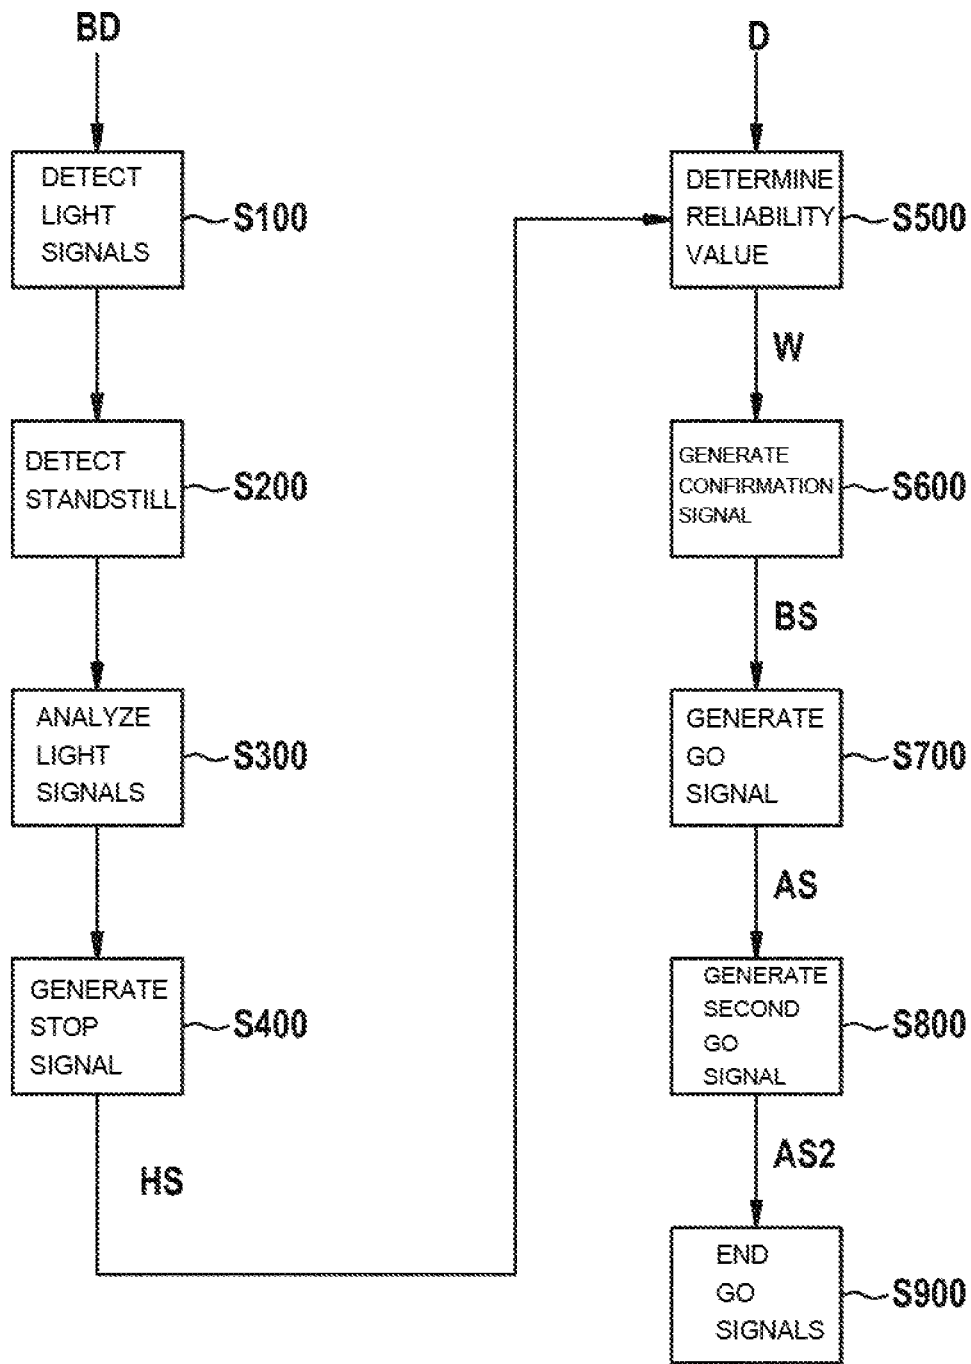 BD
DETECT
LIGHT
SIGNALS
S100
DETECT
STANDSTILL
S200
ANALYZE
LIGHT
SIGNALS
S300
GENERATE
STOP
SIGNAL
S400
HS
D
DETERMINE
RELIABILITY
VALUE
S500
W
GENERATE
CONFIRMATION
SIGNAL
S600
BS
GENERATE
GO
SIGNAL
S700
AS
GENERATE
SECOND
GO
SIGNAL
S800
AS2
END
GO
SIGNALS
S900